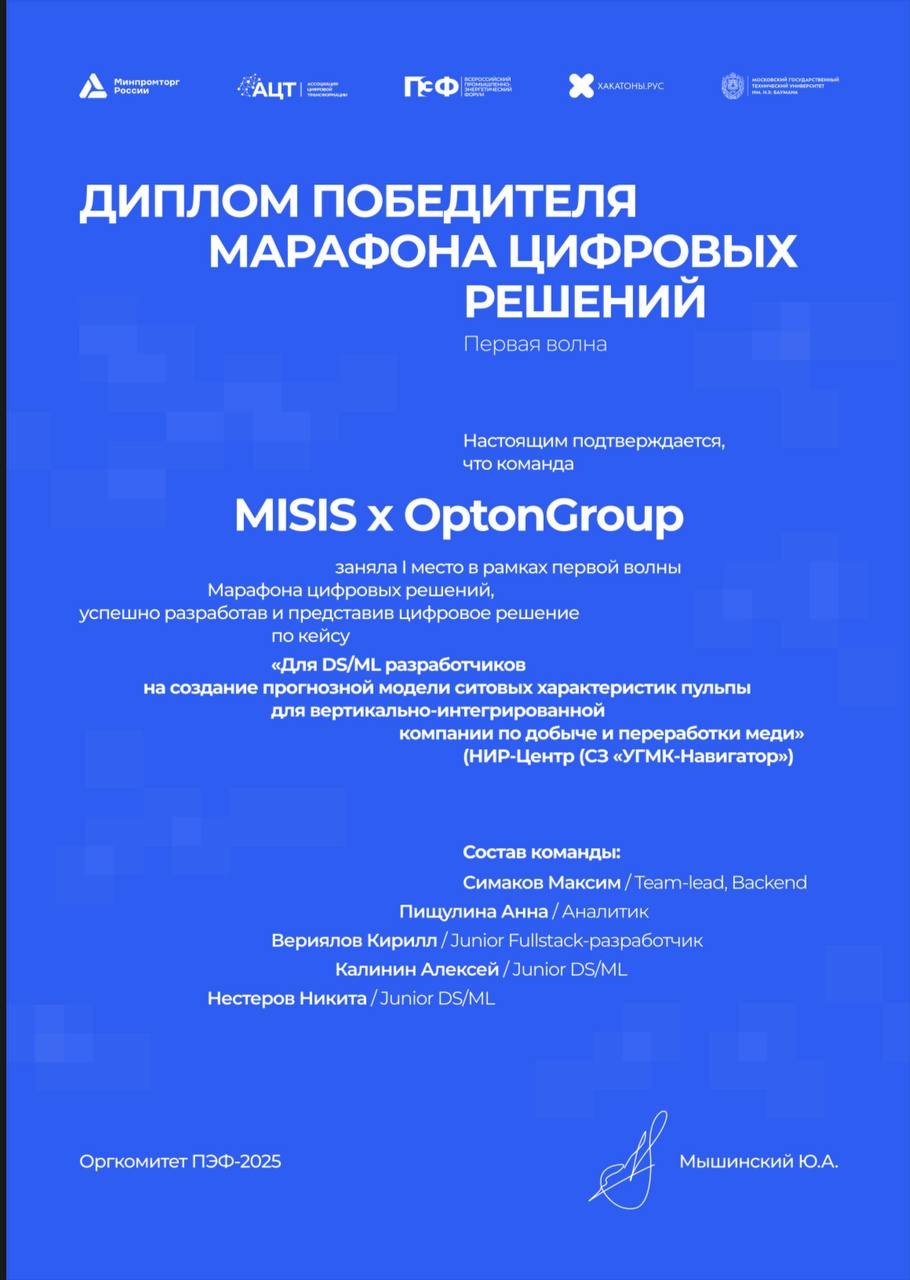 Минпромторг
России
АЦТ
АССОЦИАЦИЯ
ЦИФРОВОЙ
ТРАНСФОРМАЦИИ
ПЭФ
ВСЕРОССИЙСКИЙ
ПРОМЫШЛЕННО-
ЭНЕРГЕТИЧЕСКИЙ
ФОРУМ
ХАКАТОНЫ.РУС
МОСКОВСКИЙ ГОСУДАРСТВЕННЫЙ
ТЕХНИЧЕСКИЙ УНИВЕРСИТЕТ
ИМ. Н.Э. БАУМАНА
ДИПЛОМ ПОБЕДИТЕЛЯ
МАРАФОНА ЦИФРОВЫХ
РЕШЕНИЙ
Первая волна
Настоящим подтверждается,
что команда
MISIS x OptonGroup
заняла I место в рамках первой волны
Марафона цифровых решений,
успешно разработав и представив цифровое решение
по кейсу
«Для DS/ML разработчиков
на создание прогнозной модели ситовых характеристик пульпы
для вертикально-интегрированной
компании по добыче и переработки меди»
(НИР-Центр (СЗ «УГМК-Навигатор»)
Состав команды:
Симаков Максим / Team-lead, Backend
Пищулина Анна / Аналитик
Вериялов Кирилл / Junior Fullstack-разработчик
Калинин Алексей / Junior DS/ML
Нестеров Никита / Junior DS/ML
Оргкомитет ПЭФ-2025
Мышинский Ю.А.